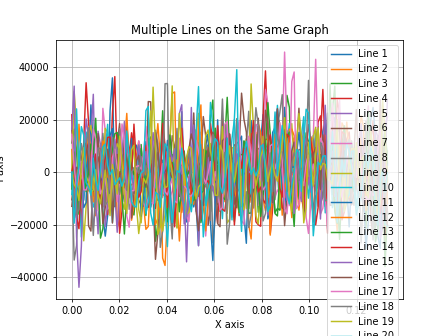 Multiple Lines on the Same Graph
40000
20000
0
−20000
−40000
axis
0.00
0.02
0.04
0.06
0.08
0.10
X axis
Line 1
Line 2
Line 3
Line 4
Line 5
Line 6
Line 7
Line 8
Line 9
Line 10
Line 11
Line 12
Line 13
Line 14
Line 15
Line 16
Line 17
Line 18
Line 19
Line 20